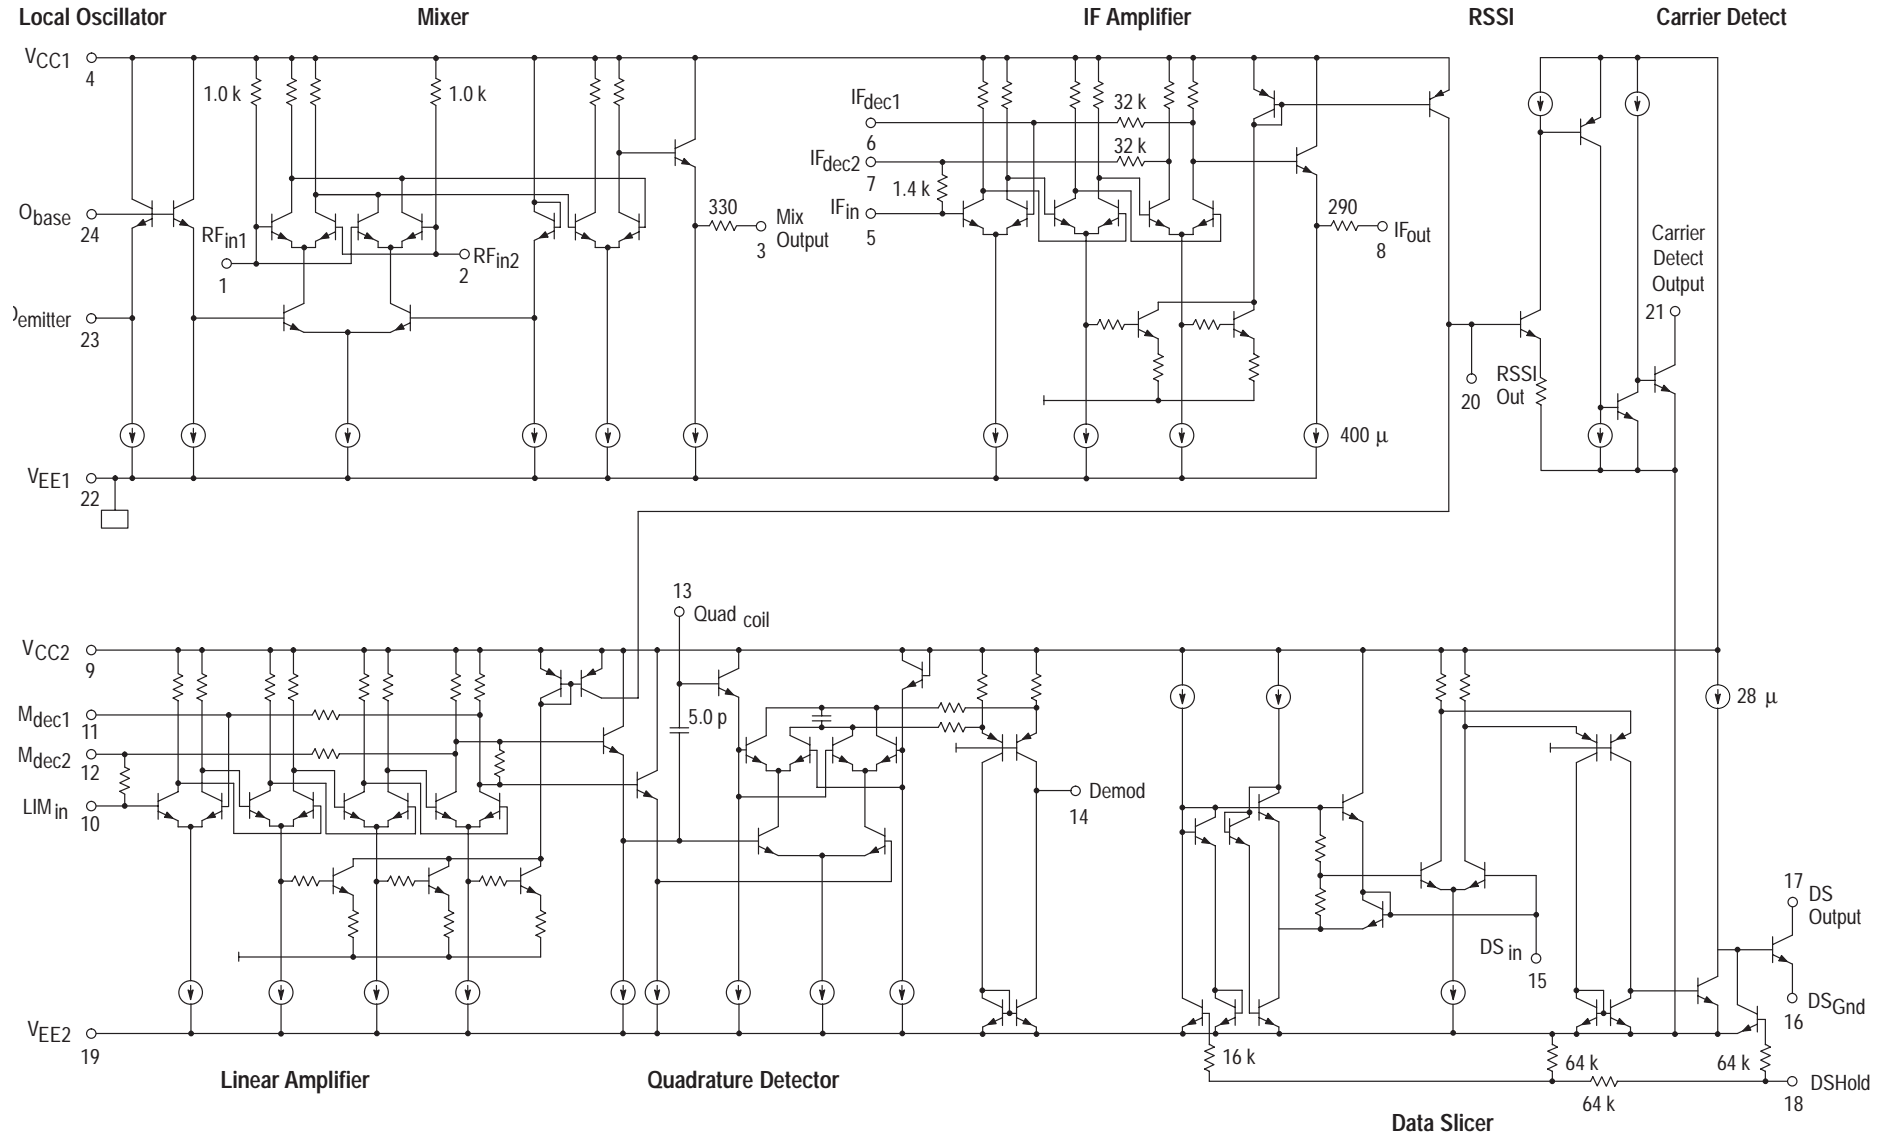 Local Oscillator
Mixer
IF Amplifier
RSSI
Carrier Detect
VCC1
4
1.0 k
1.0 k
IFdec1
6
32 k
IFdec2
7
32 k
1.4 k
IFin
5
Obase
24
RFin1
1
RFin2
2
330
Mix
Output
3
290
IFout
8
Carrier
Detect
Output
21
emitter
23
RSSI
Out
20
400 μ
VEE1
22
13
Quad coil
VCC2
9
Mdec1
11
5.0 p
28 μ
Mdec2
12
LIMin
10
Demod
14
17
DS
Output
DS in
15
DSGnd
16
VEE2
19
16 k
64 k
64 k
64 k
DSHold
18
Linear Amplifier
Quadrature Detector
Data Slicer